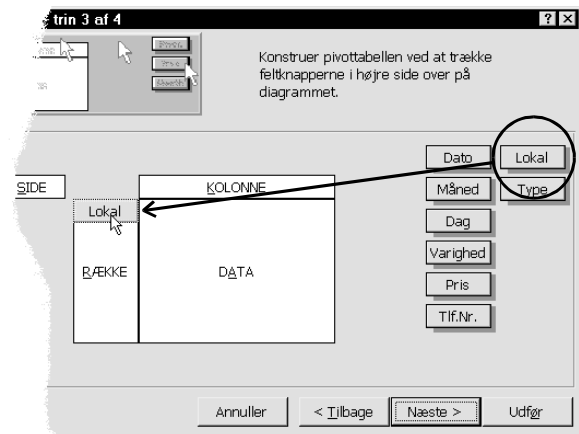 trin 3 af 4
Konstruer pivottabellen ved at trække
feltknapperne i højre side over på
diagrammet.
Dato Lokal
SIDE KOLONNE Måned Type
Lokal
Dag
Varighed
RÆKKE DATA
Pris
Tlf.Nr.
Annuller < Tilbage Næste > Udfør